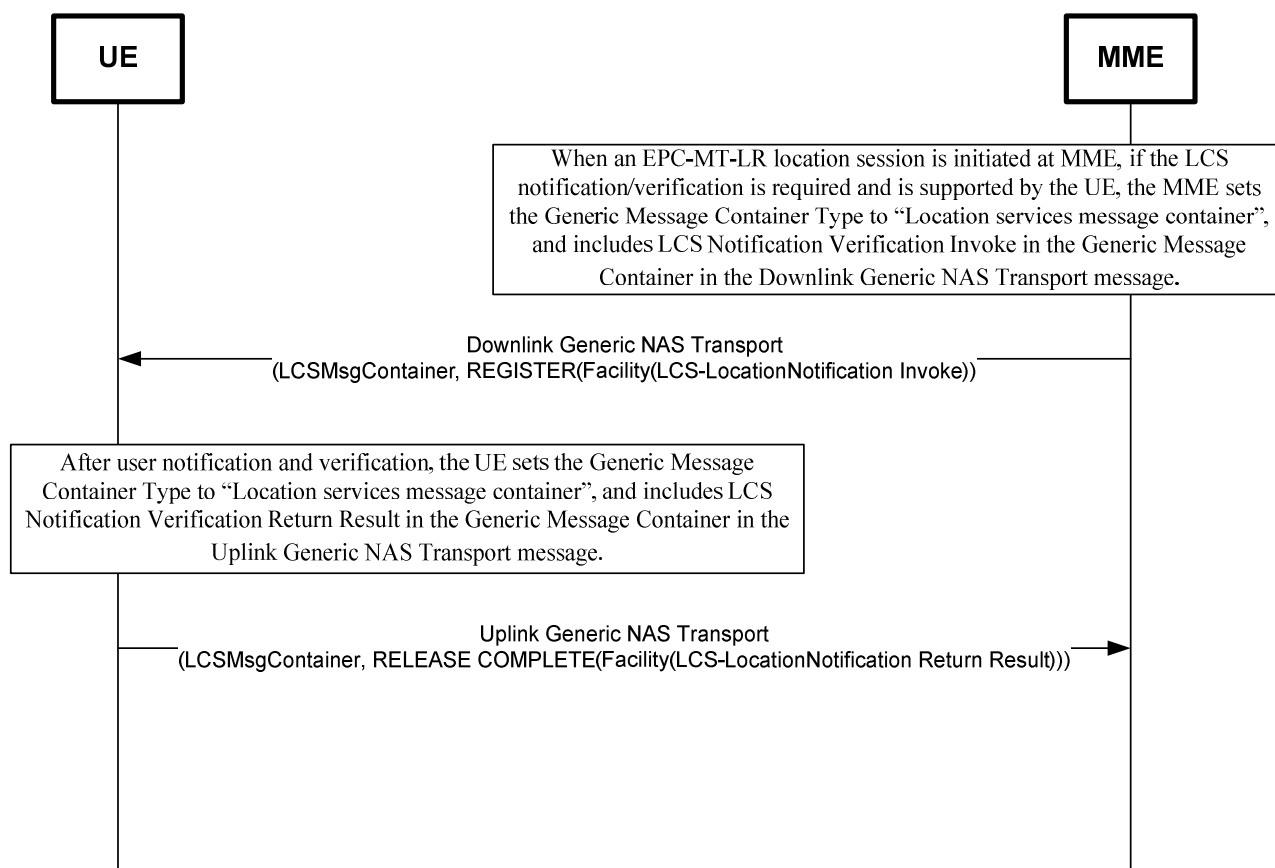 UE
MME
When an EPC-MT-LR location session is initiated at MME, if the LCS
notification/verification is required and is supported by the UE, the MME sets
the Generic Message Container Type to “Location services message container”,
and includes LCS Notification Verification Invoke in the Generic Message
Container in the Downlink Generic NAS Transport message.
Downlink Generic NAS Transport
(LCSMsgContainer, REGISTER(Facility(LCS-LocationNotification Invoke))
After user notification and verification, the UE sets the Generic Message
Container Type to “Location services message container”, and includes LCS
Notification Verification Return Result in the Generic Message Container in the
Uplink Generic NAS Transport message.
Uplink Generic NAS Transport
(LCSMsgContainer, RELEASE COMPLETE(Facility(LCS-LocationNotification Return Result)))